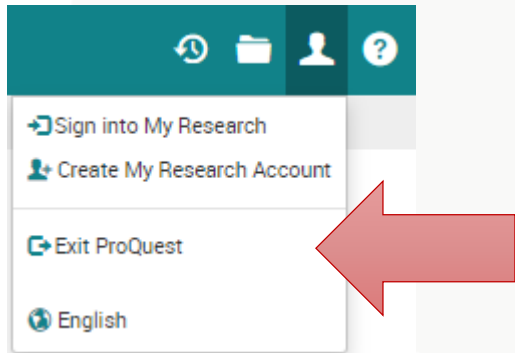 Sign into My Research
Create My Research Account
Exit ProQuest
English